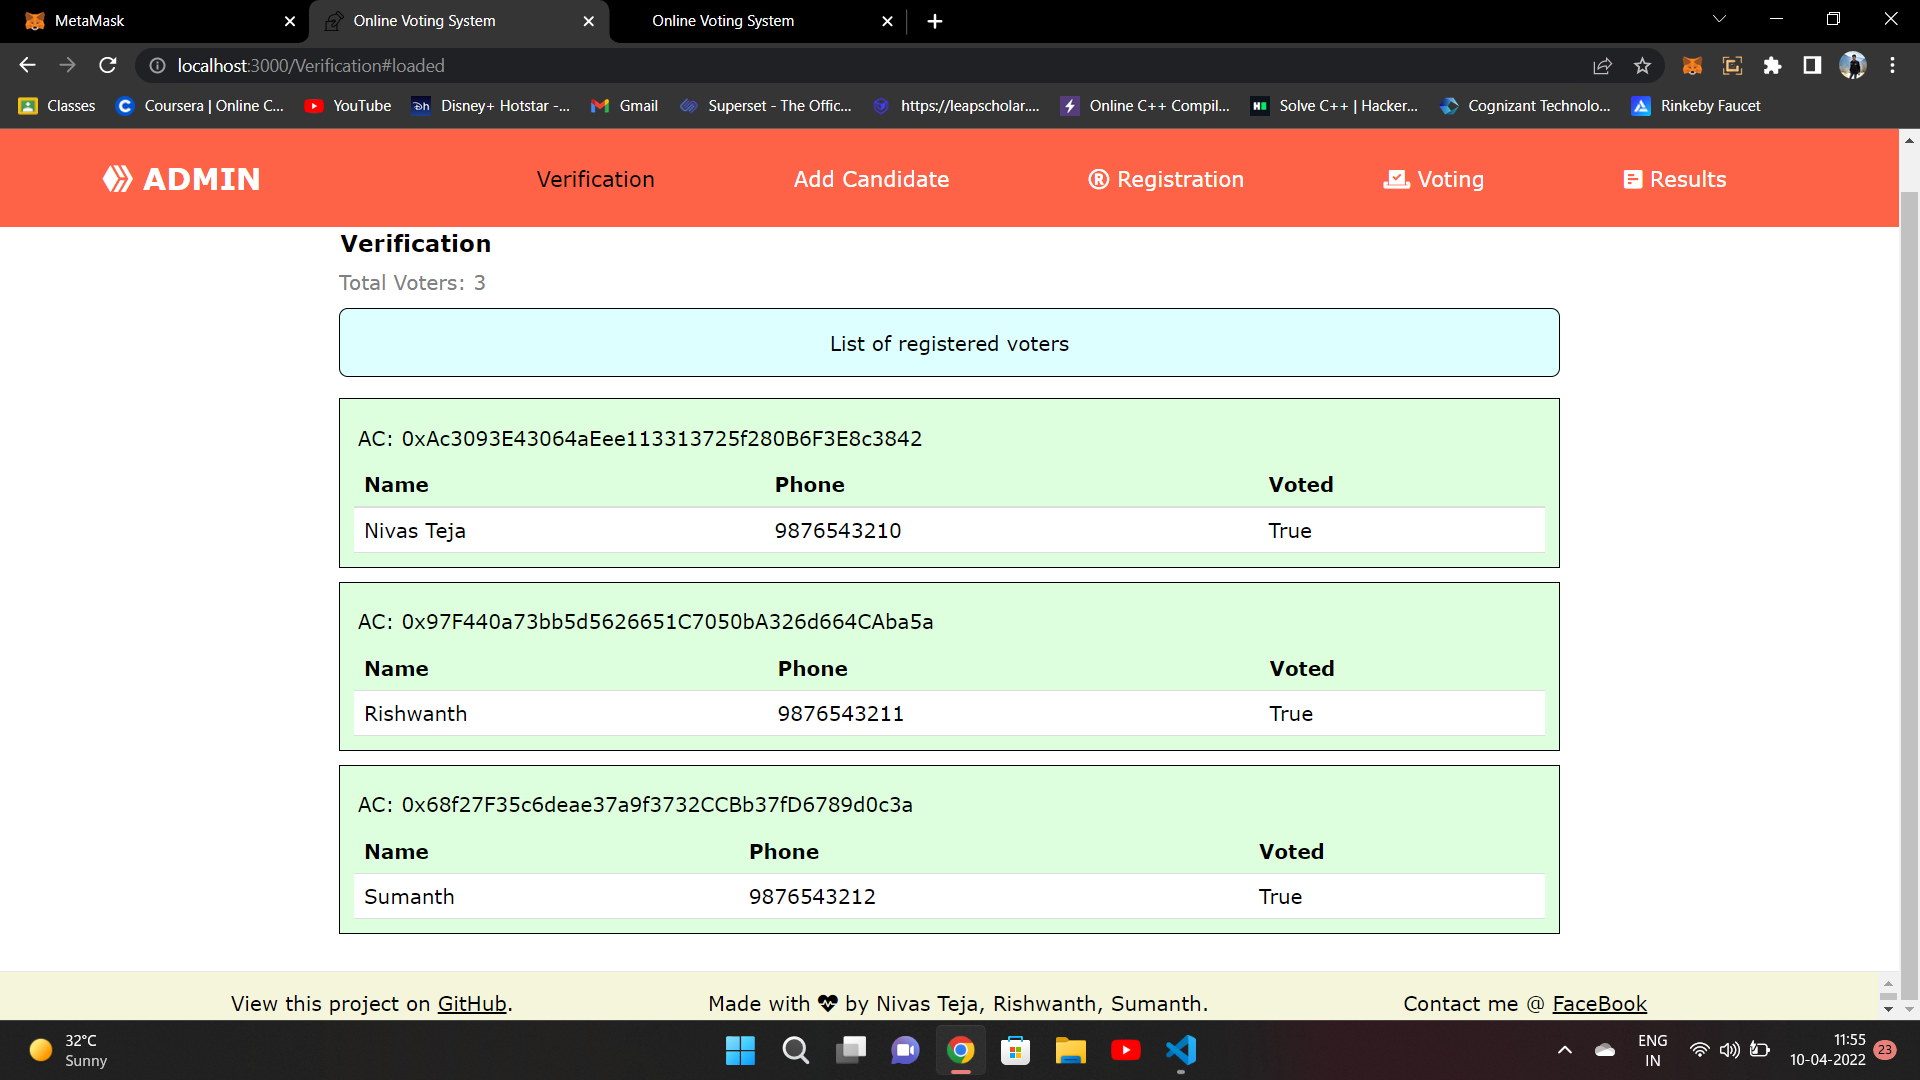 MetaMask
Online Voting System
Online Voting System
localhost:3000/Verification#loaded
Classes
Coursera | Online C...
YouTube
Disney+ Hotstar -...
Gmail
Superset - The Offic...
https://leapscholar....
Online C++ Compil...
Solve C++ | Hacker...
Cognizant Technolo...
Rinkeby Faucet
ADMIN
Verification
Add Candidate
Registration
Voting
Results
Verification
Total Voters: 3
List of registered voters
AC: 0xAc3093E43064aEee113313725f280B6F3E8c3842
Name Phone Voted
Nivas Teja 9876543210 True
AC: 0x97F440a73bb5d5626651C7050bA326d664CAba5a
Name Phone Voted
Rishwanth 9876543211 True
AC: 0x68f27F35c6deae37a9f3732CCBb37fD6789d0c3a
Name Phone Voted
Sumanth 9876543212 True
View this project on GitHub.
Made with by Nivas Teja, Rishwanth, Sumanth.
Contact me @ FaceBook
32°C
Sunny
ENG
IN
11:55
10-04-2022
23